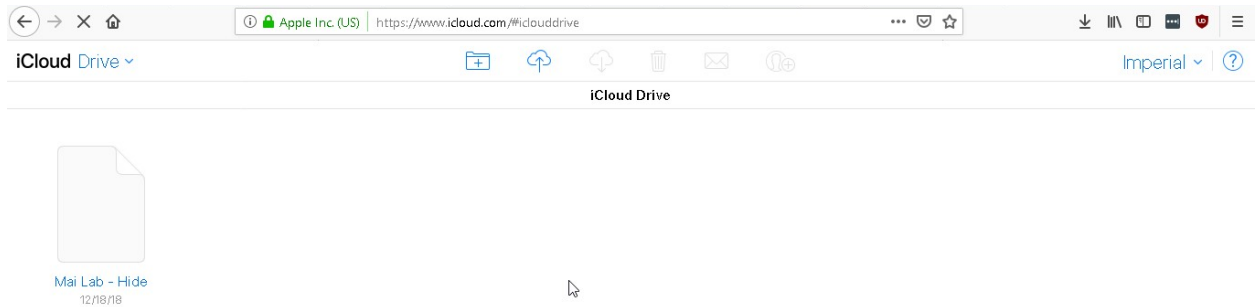 Apple Inc. (US) https://www.icloud.com/#iclouddrive
iCloud Drive Imperial
iCloud Drive
Mai Lab - Hide
12/18/18